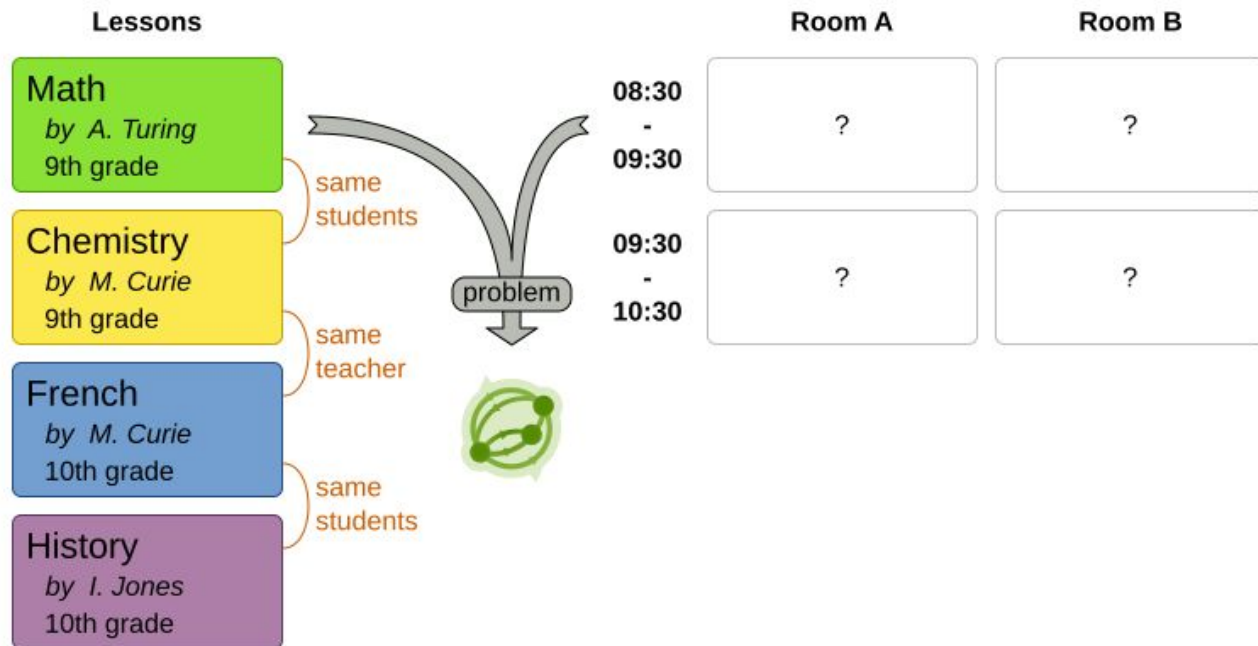 Lessons
Room A
Room B
Math
by A. Turing
9th grade
same
students
Chemistry
by M. Curie
9th grade
same
teacher
French
by M. Curie
10th grade
same
students
History
by I. Jones
10th grade
problem
08:30
-
09:30
?
?
09:30
-
10:30
?
?